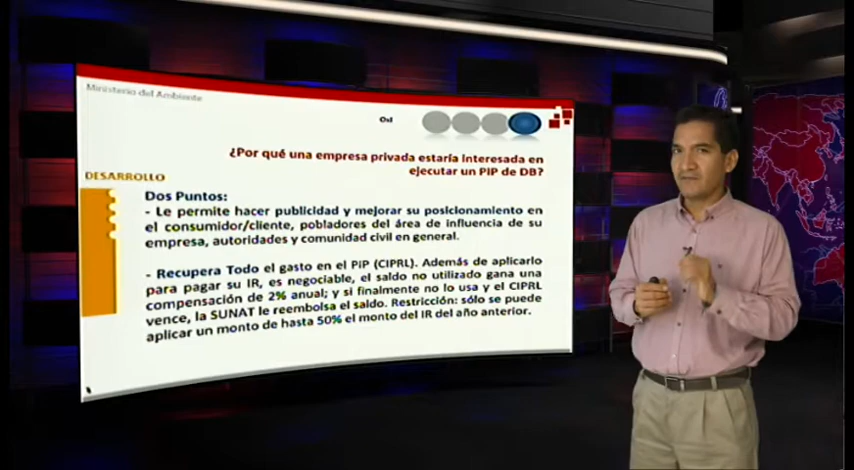 Ministerio del Ambiente
¿Por qué una empresa privada estaría interesada en
ejecutar un PIP de DB?
DESARROLLO
Dos Puntos:
- Le permite hacer publicidad y mejorar su posicionamiento en
el consumidor/cliente, pobladores del área de influencia de su
empresa, autoridades y comunidad civil en general.
- Recupera Todo el gasto en el PIP (CIPRL). Además de aplicarlo
para pagar su IR, es negociable, el saldo no utilizado gana una
compensación de 2% anual; y si finalmente no lo usa y el CIPRL
vence, la SUNAT le reembolsa el saldo. Restricción: sólo se puede
aplicar un monto de hasta 50% el monto del IR del año anterior.